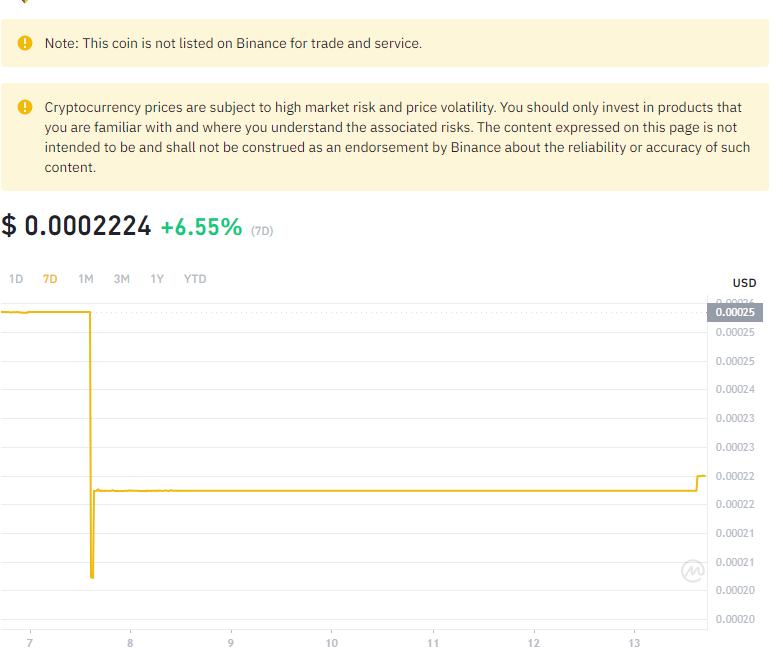 Note: This coin is not listed on Binance for trade and service.
Cryptocurrency prices are subject to high market risk and price volatility. You should only invest in products that
you are familiar with and where you understand the associated risks. The content expressed on this page is not
intended to be and shall not be construed as an endorsement by Binance about the reliability or accuracy of such
content.
$ 0.0002224 +6.55% (7D)
1D 7D 1M 3M 1Y YTD
USD
0.00026
0.00025
0.00025
0.00025
0.00024
0.00023
0.00023
0.00022
0.00022
0.00021
0.00021
0.00020
0.00020
7 8 9 10 11 12 13